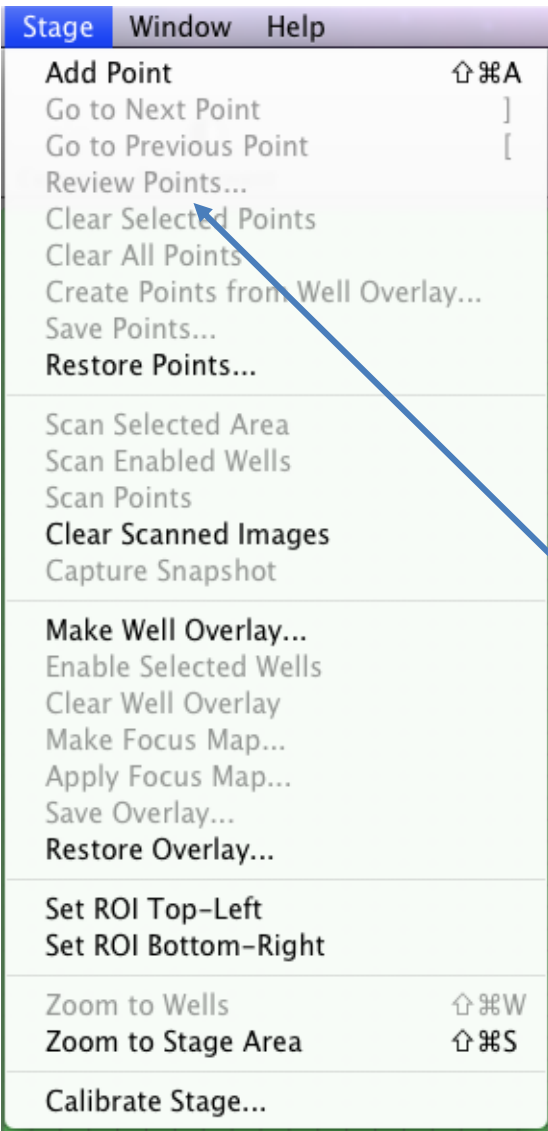 Stage Window Help
Add Point ⇧⌘A
Go to Next Point ]
Go to Previous Point [
Review Points...
Clear Selected Points
Clear All Points
Create Points from Well Overlay...
Save Points...
Restore Points...
Scan Selected Area
Scan Enabled Wells
Scan Points
Clear Scanned Images
Capture Snapshot
Make Well Overlay...
Enable Selected Wells
Clear Well Overlay
Make Focus Map...
Apply Focus Map...
Save Overlay...
Restore Overlay...
Set ROI Top-Left
Set ROI Bottom-Right
Zoom to Wells ⇧⌘W
Zoom to Stage Area ⇧⌘S
Calibrate Stage...